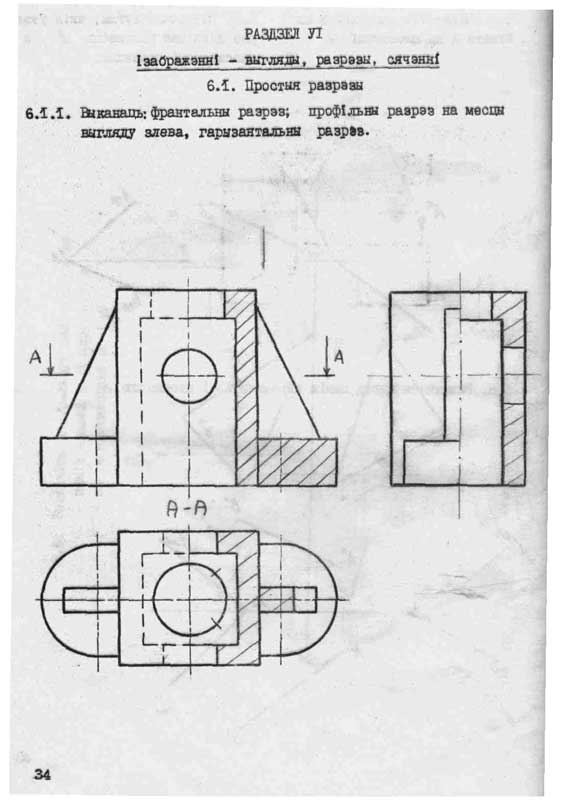 РАЗДЗЕЛ УІ
Ізабражэнні – выгляды, разрэзы, сячэнні
6.1. Простыя разрэзы
6.1.1. Выканаць: франтальны разрэз; профільны разрэз на месцы
выгляду злева, гарызантальны разрэз.
А А
А-А
34